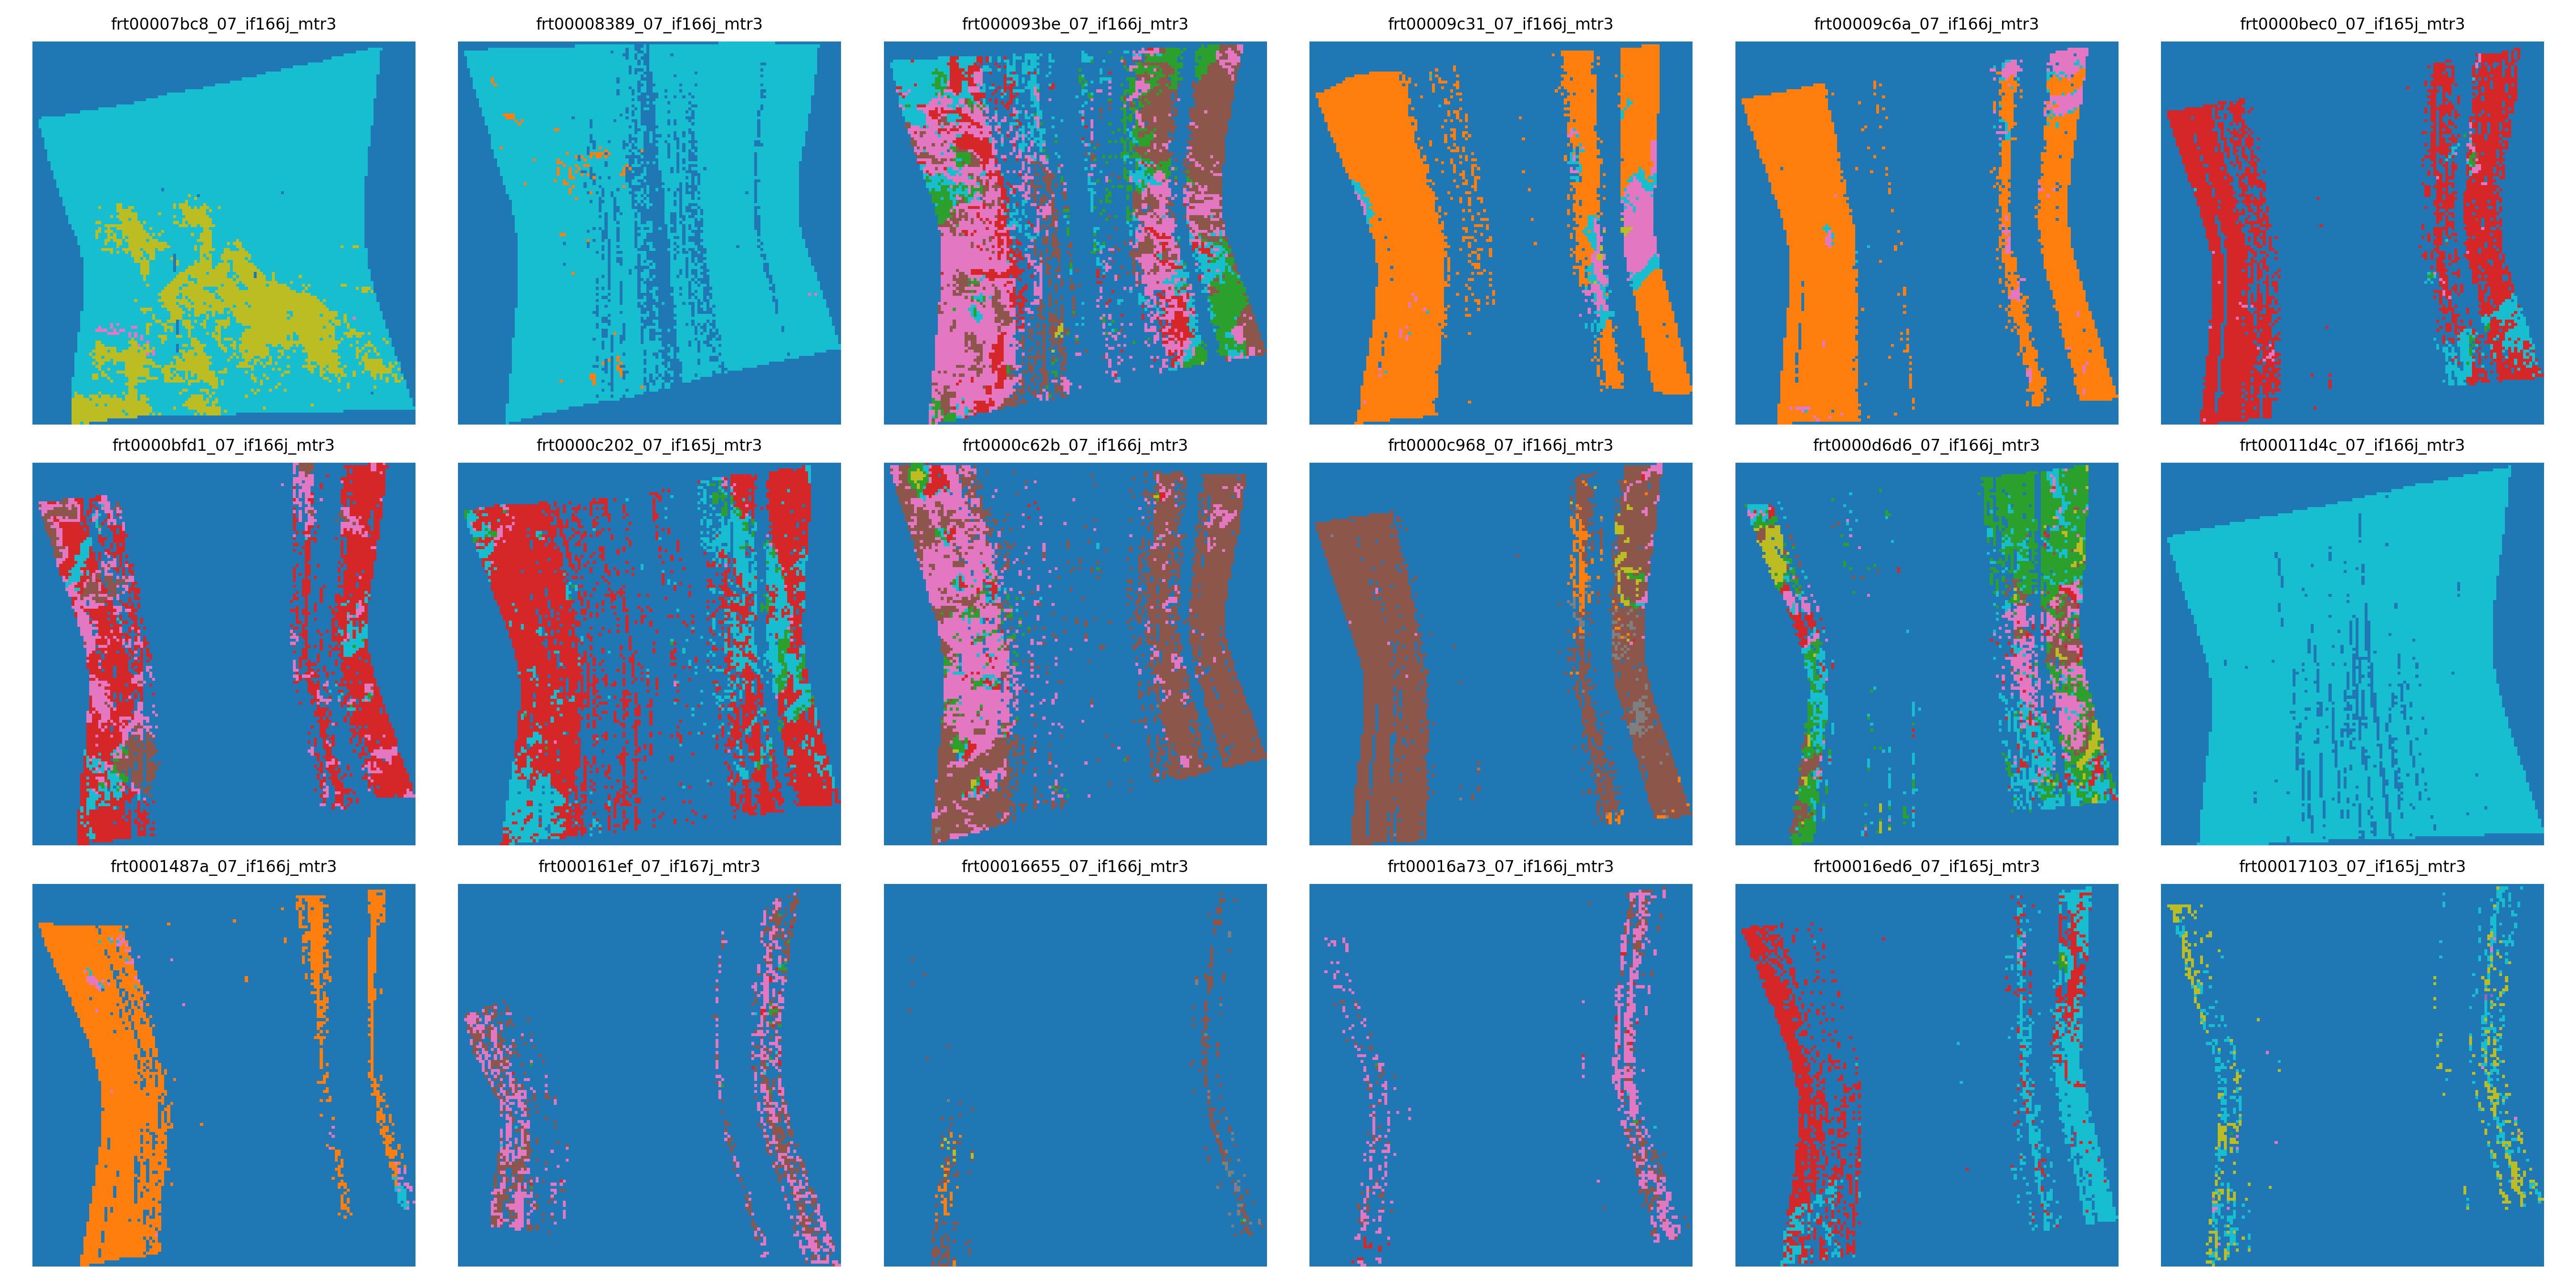 frt00007bc8_07_if166j_mtr3
frt00008389_07_if166j_mtr3
frt000093be_07_if166j_mtr3
frt00009c31_07_if166j_mtr3
frt00009c6a_07_if166j_mtr3
frt0000bec0_07_if165j_mtr3
frt0000bfd1_07_if166j_mtr3
frt0000c202_07_if165j_mtr3
frt0000c62b_07_if166j_mtr3
frt0000c968_07_if166j_mtr3
frt0000d6d6_07_if166j_mtr3
frt00011d4c_07_if166j_mtr3
frt0001487a_07_if166j_mtr3
frt000161ef_07_if167j_mtr3
frt00016655_07_if166j_mtr3
frt00016a73_07_if166j_mtr3
frt00016ed6_07_if165j_mtr3
frt00017103_07_if165j_mtr3